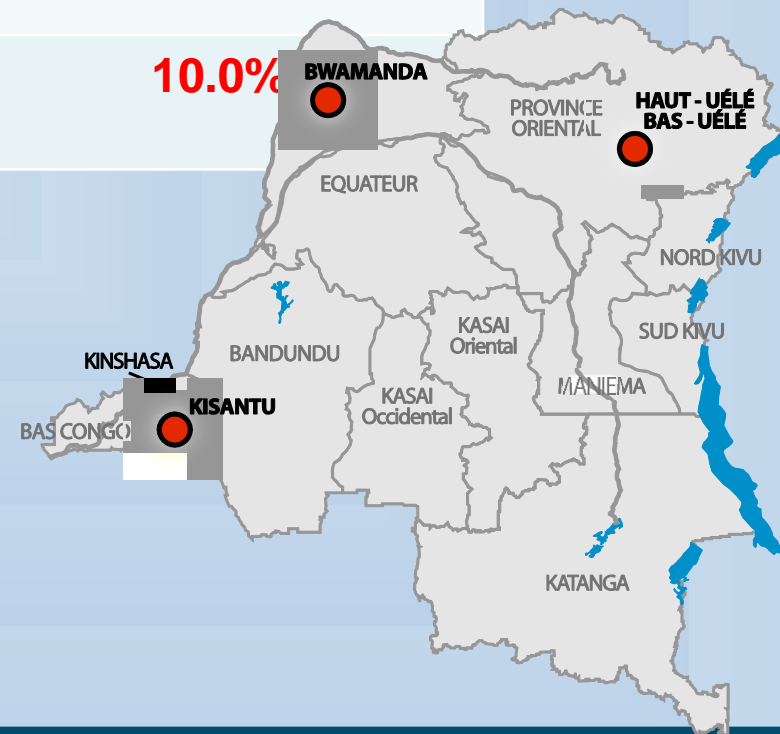 10.0%
BWAMANDA
HAUT - UÉLÉ
BAS - UÉLÉ
PROVINCE
ORIENTAL
EQUATEUR
NORD KIVU
KASAI
Oriental
SUD KIVU
BANDUNDU
KINSHASA
MANIEMA
KASAI
Occidental
KISANTU
BAS CONGO
KATANGA